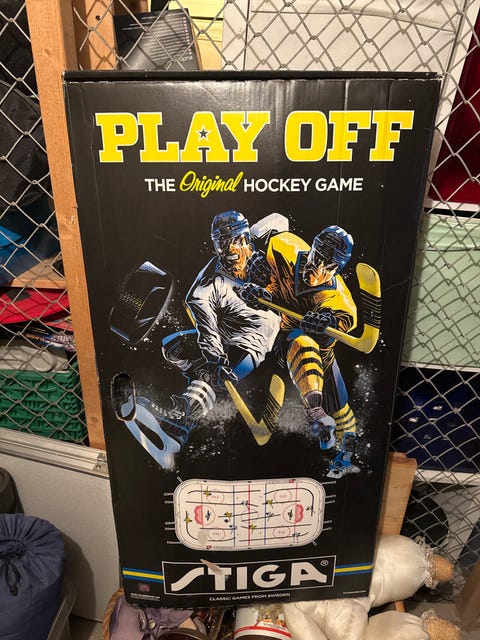 PLAY OFF
THE Original HOCKEY GAME
STIGA®
CLASSIC GAMES FROM SWEDEN